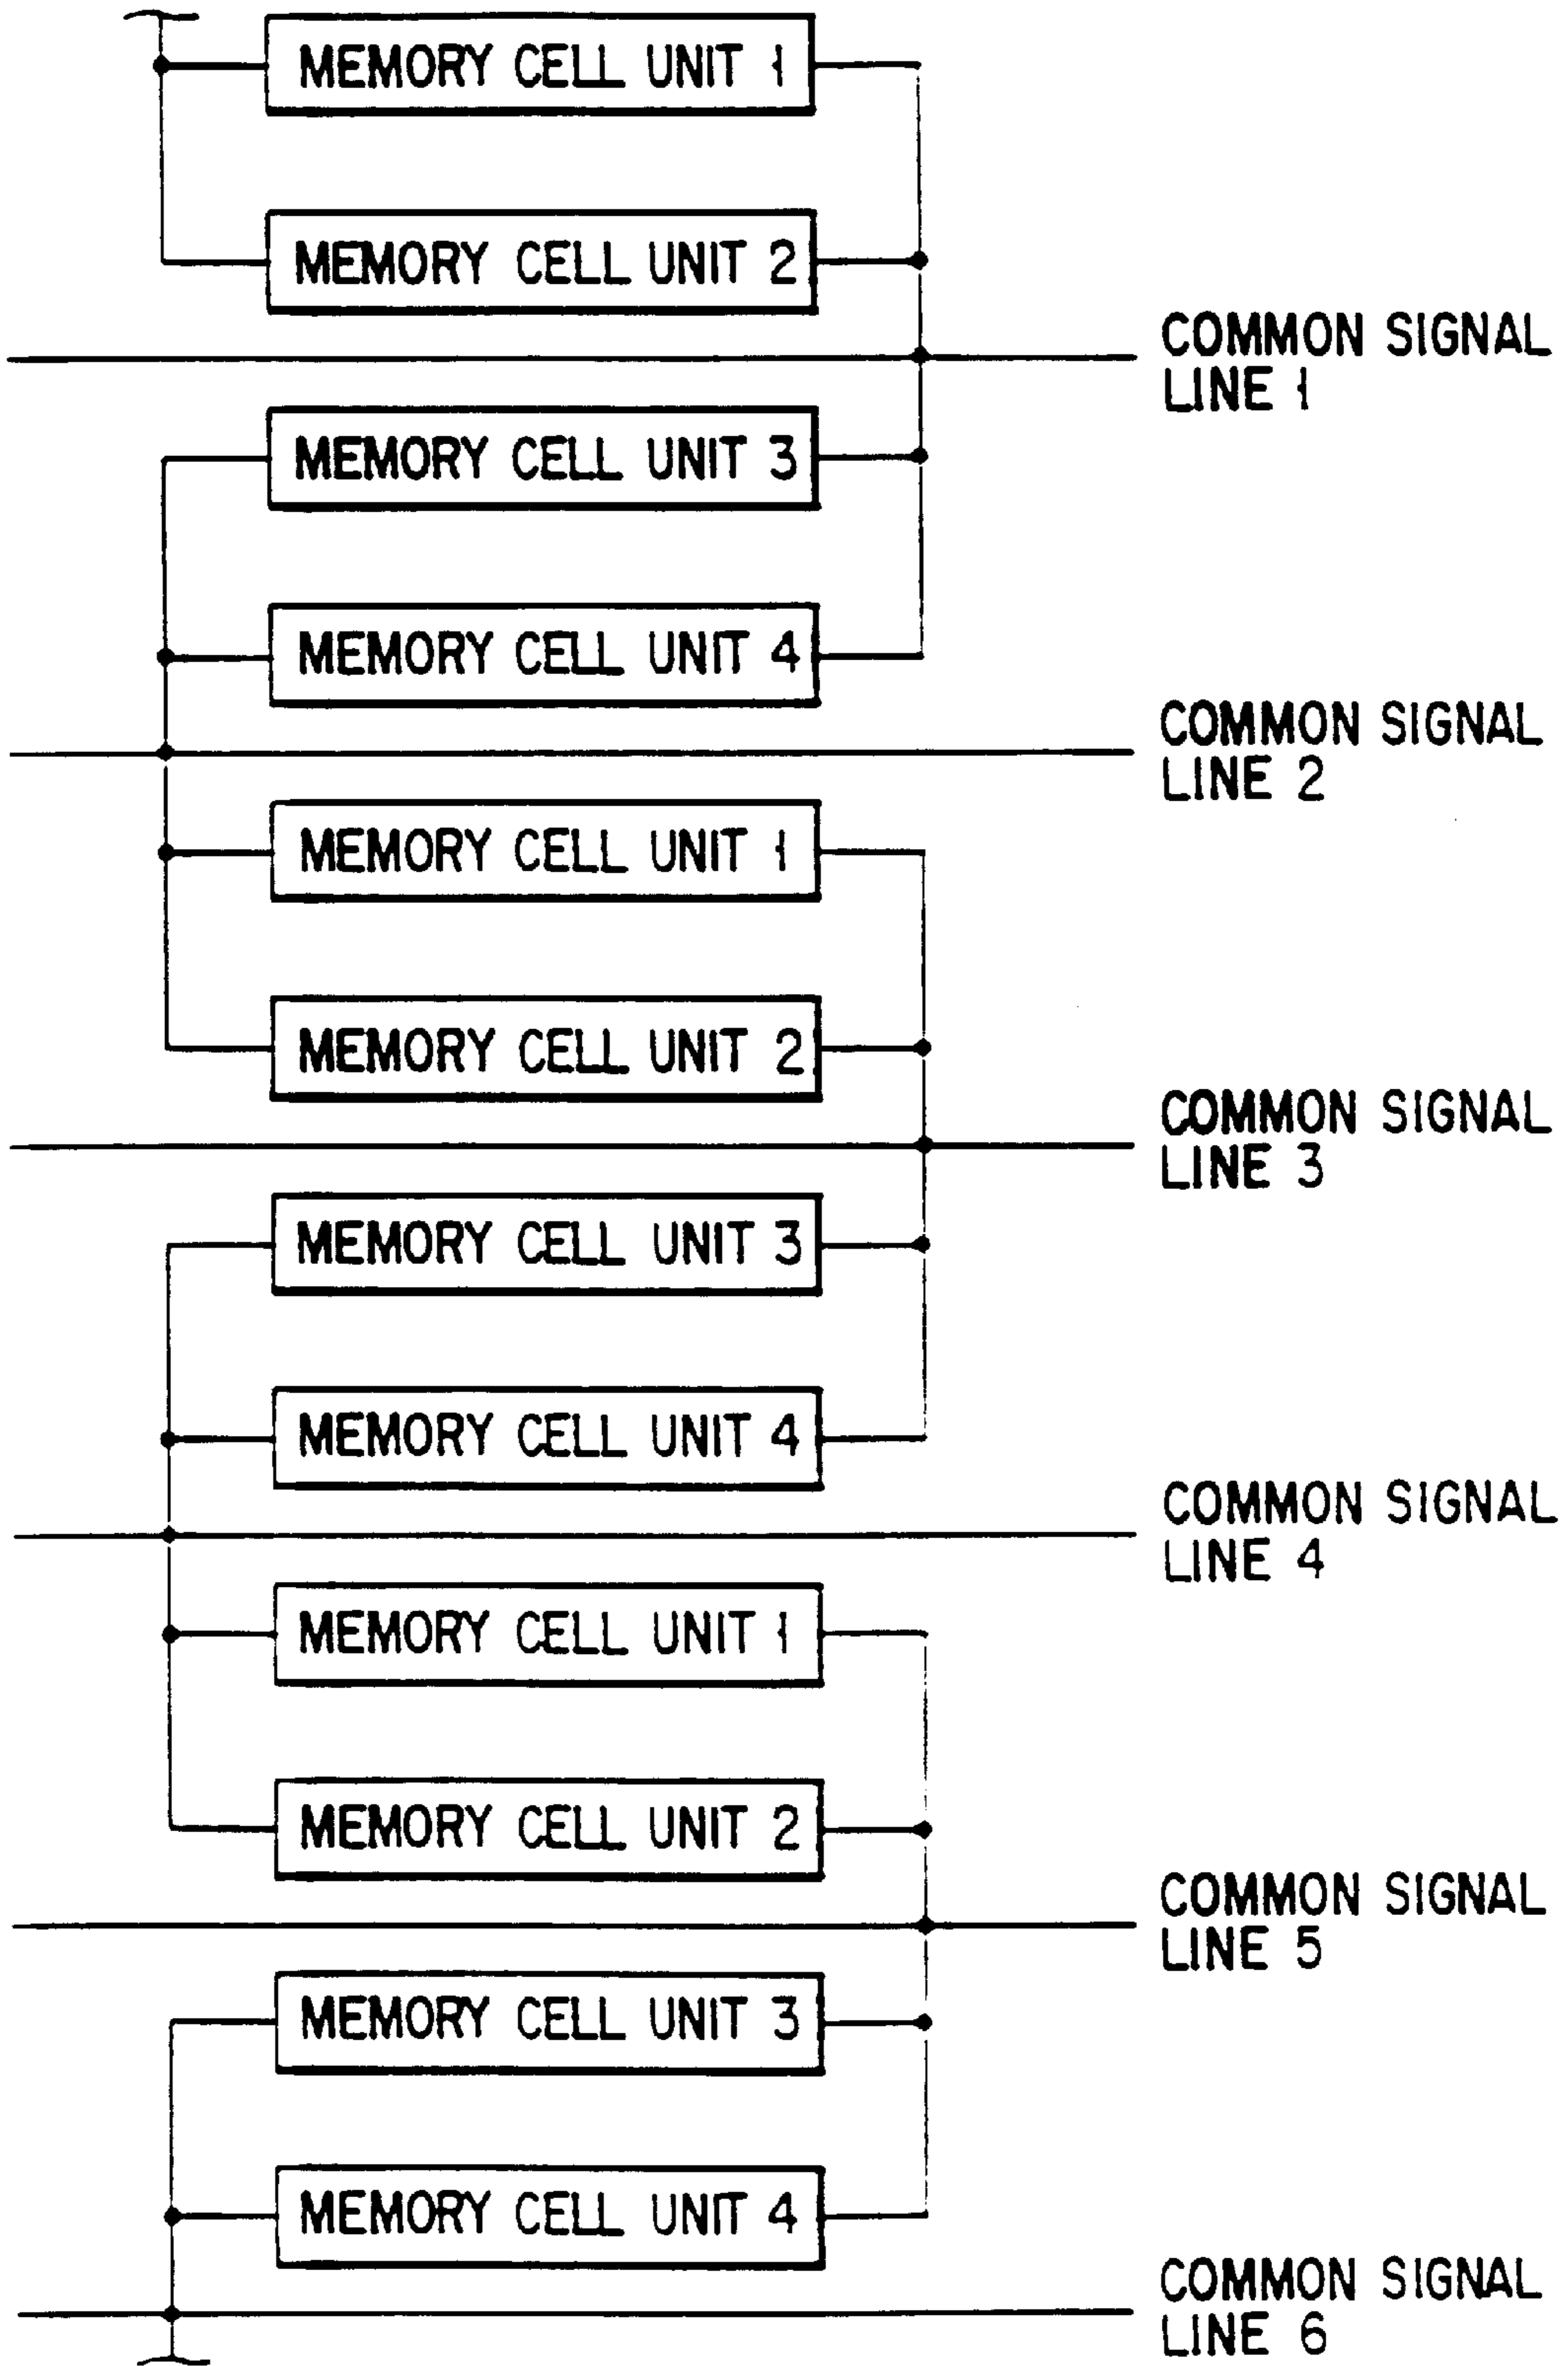 MEMORY CELL UNIT 1
MEMORY CELL UNIT 2
COMMON SIGNAL
LINE 1
MEMORY CELL UNIT 3
MEMORY CELL UNIT 4
COMMON SIGNAL
LINE 2
MEMORY CELL UNIT 1
MEMORY CELL UNIT 2
COMMON SIGNAL
LINE 3
MEMORY CELL UNIT 3
MEMORY CELL UNIT 4
COMMON SIGNAL
LINE 4
MEMORY CELL UNIT 1
MEMORY CELL UNIT 2
COMMON SIGNAL
LINE 5
MEMORY CELL UNIT 3
MEMORY CELL UNIT 4
COMMON SIGNAL
LINE 6